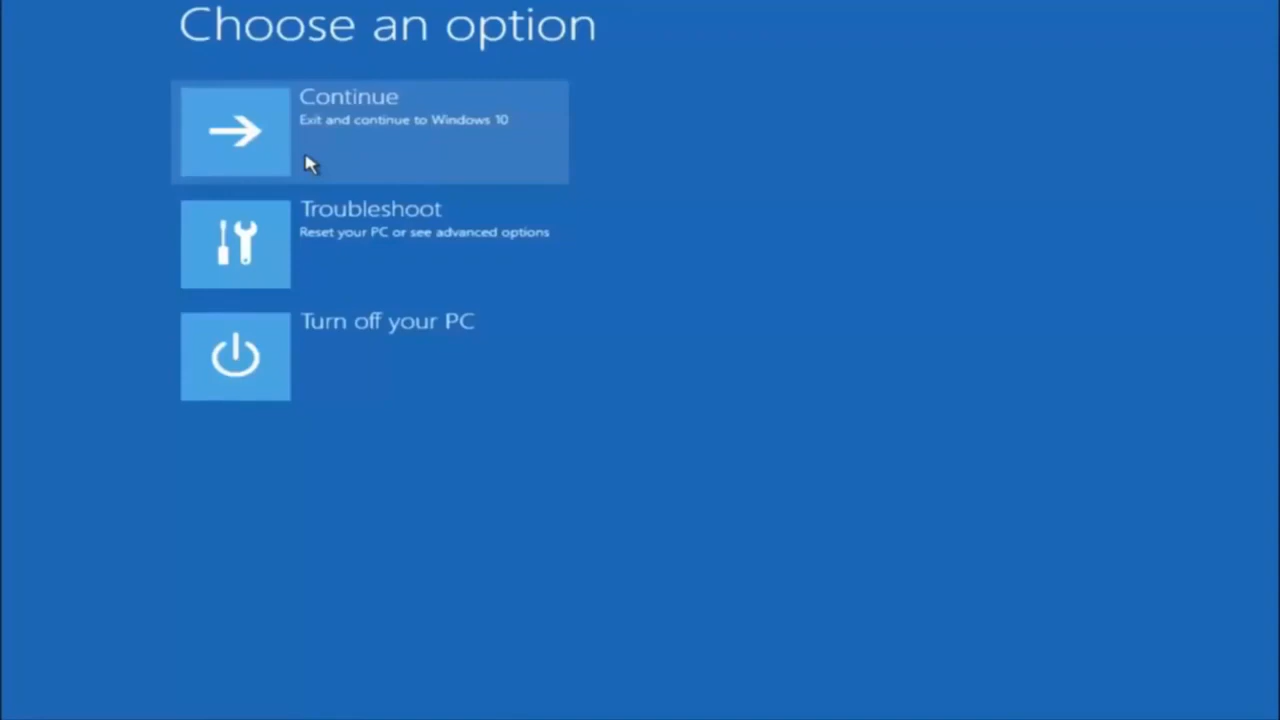 Choose an option
Continue
Exit and continue to Windows 10
Troubleshoot
Reset your PC or see advanced options
Turn off your PC